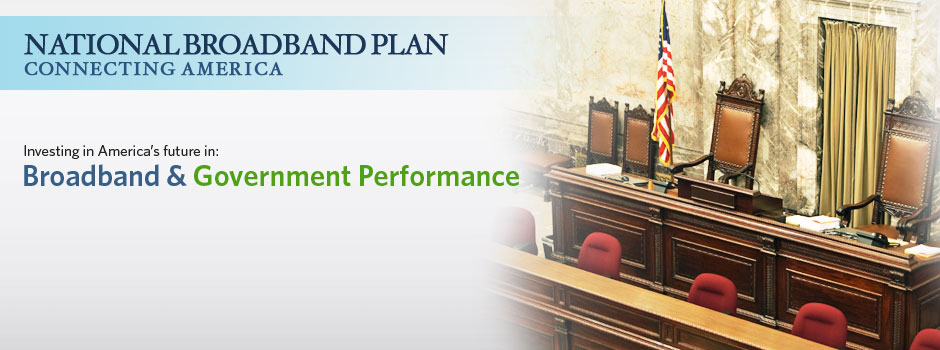 NATIONAL BROADBAND PLAN
CONNECTING AMERICA
Investing in America's future in:
Broadband & Government Performance